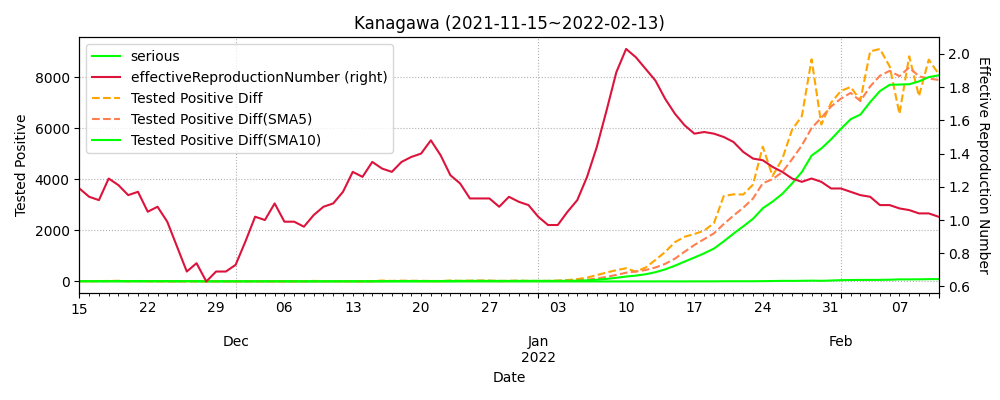 Kanagawa (2021-11-15~2022-02-13)
serious
effectiveReproductionNumber (right)
Tested Positive Diff
Tested Positive Diff(SMA5)
Tested Positive Diff(SMA10)
Tested Positive
8000
6000
4000
2000
0
2.0
1.8
1.6
1.4
1.2
1.0
0.8
0.6
Effective Reproduction Number
15 22 29 06 13 20 27 03 10 17 24 31 07
Dec Jan Feb
2022
Date